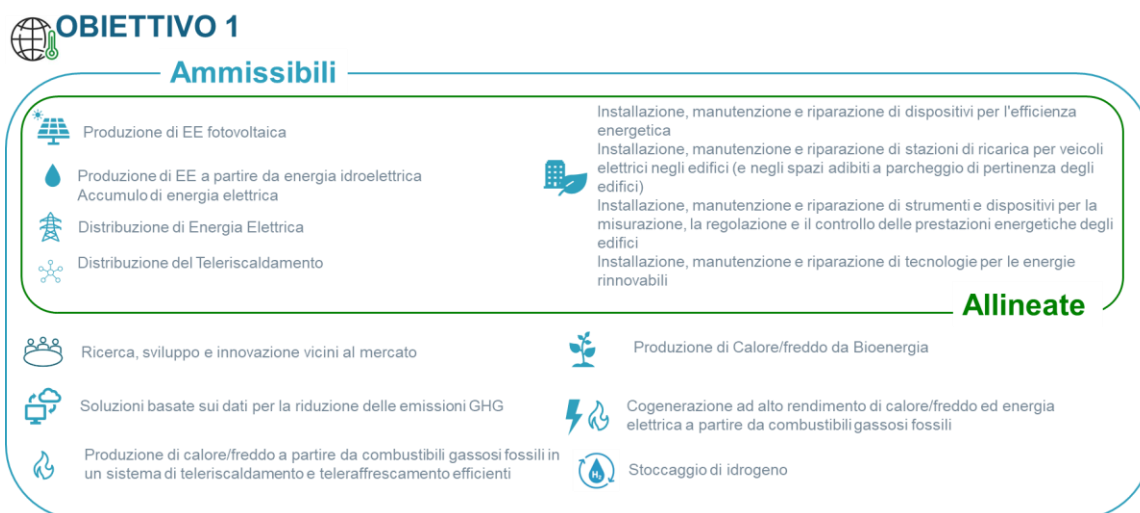 OBIETTIVO 1
Ammissibili
Produzione di EE fotovoltaica
Produzione di EE a partire da energia idroelettrica
Accumulo di energia elettrica
Distribuzione di Energia Elettrica
Distribuzione del Teleriscaldamento
Installazione, manutenzione e riparazione di dispositivi per l'efficienza
energetica
Installazione, manutenzione e riparazione di stazioni di ricarica per veicoli
elettrici negli edifici (e negli spazi adibiti a parcheggio di pertinenza degli
edifici)
Installazione, manutenzione e riparazione di strumenti e dispositivi per la
misurazione, la regolazione e il controllo delle prestazioni energetiche degli
edifici
Installazione, manutenzione e riparazione di tecnologie per le energie
rinnovabili
Allineate
Ricerca, sviluppo e innovazione vicini al mercato
Soluzioni basate sui dati per la riduzione delle emissioni GHG
Produzione di calore/freddo a partire da combustibili gassosi fossili in
un sistema di teleriscaldamento e teleraffrescamento efficienti
Produzione di Calore/freddo da Bioenergia
Cogenerazione ad alto rendimento di calore/freddo ed energia
elettrica a partire da combustibili gassosi fossili
H₂
Stoccaggio di idrogeno